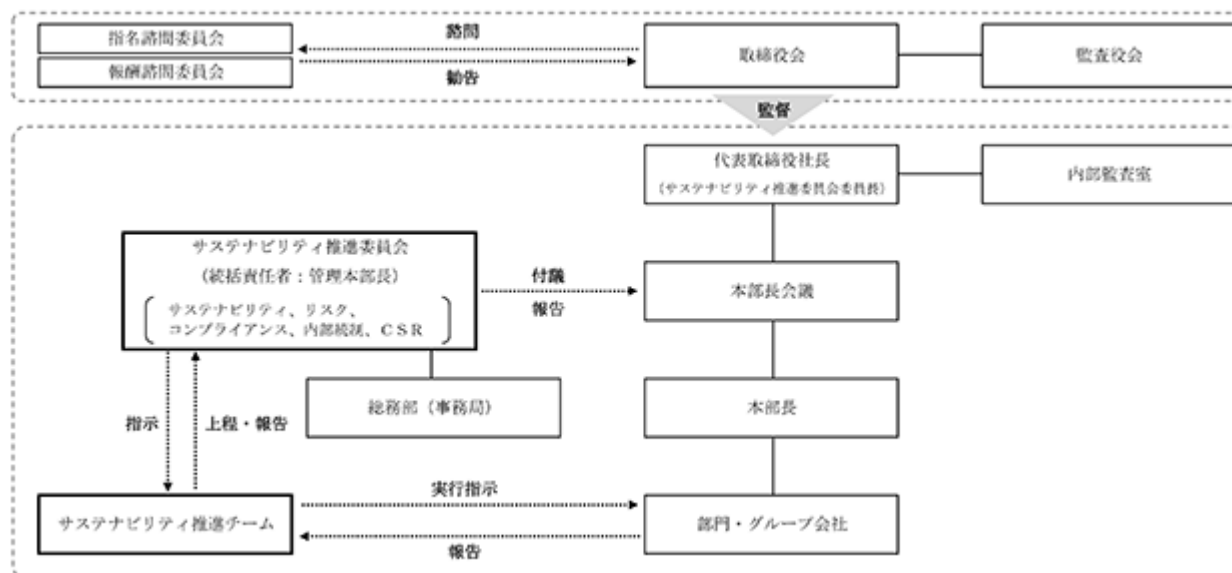 指名諮問委員会
諮問
取締役会
監査役会
報酬諮問委員会
勧告
監督
代表取締役社長
(サステナビリティ推進委員会委員長)
内部監査室
サステナビリティ推進委員会
(統括責任者：管理本部長)
サステナビリティ、リスク、
コンプライアンス、内部統制、ＣＳＲ
付議
報告
本部長会議
総務部（事務局）
本部長
指示
上程・報告
サステナビリティ推進チーム
実行指示
報告
部門・グループ会社